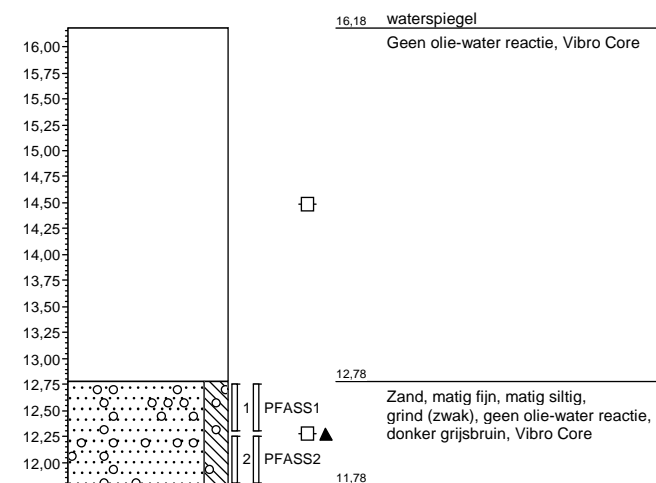 16,18 waterspiegel
Geen olie-water reactie, Vibro Core
16,00
15,75
15,50
15,25
15,00
14,75
14,50
14,25
14,00
13,75
13,50
13,25
13,00
12,78
12,75
Zand, matig fijn, matig siltig,
12,50 1 PFASS1 grind (zwak), geen olie-water reactie,
donker grijsbruin, Vibro Core
12,25
12,00 2 PFASS2
11,78